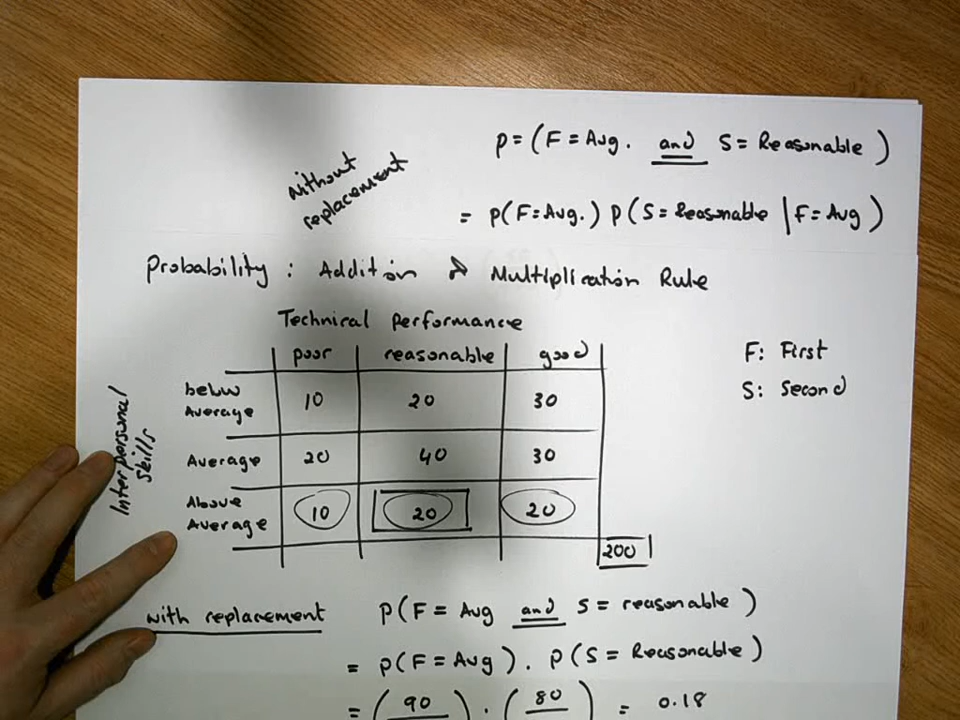 p=(F=Avg. and S=Reasonable)
without replacement
= p(F=Avg.) p(S=Reasonable | F=Avg)
Probability: Addition & Multiplication Rule
Technical performance
poor reasonable good
F: First
S: Second
Interpersonal skills
below Average 10 20 30
Average 20 40 30
Above Average 10 20 20
200
with replacement p(F=Avg and S=reasonable)
= p(F=Avg). p(S=Reasonable)
= (90) . (80) = 0.18